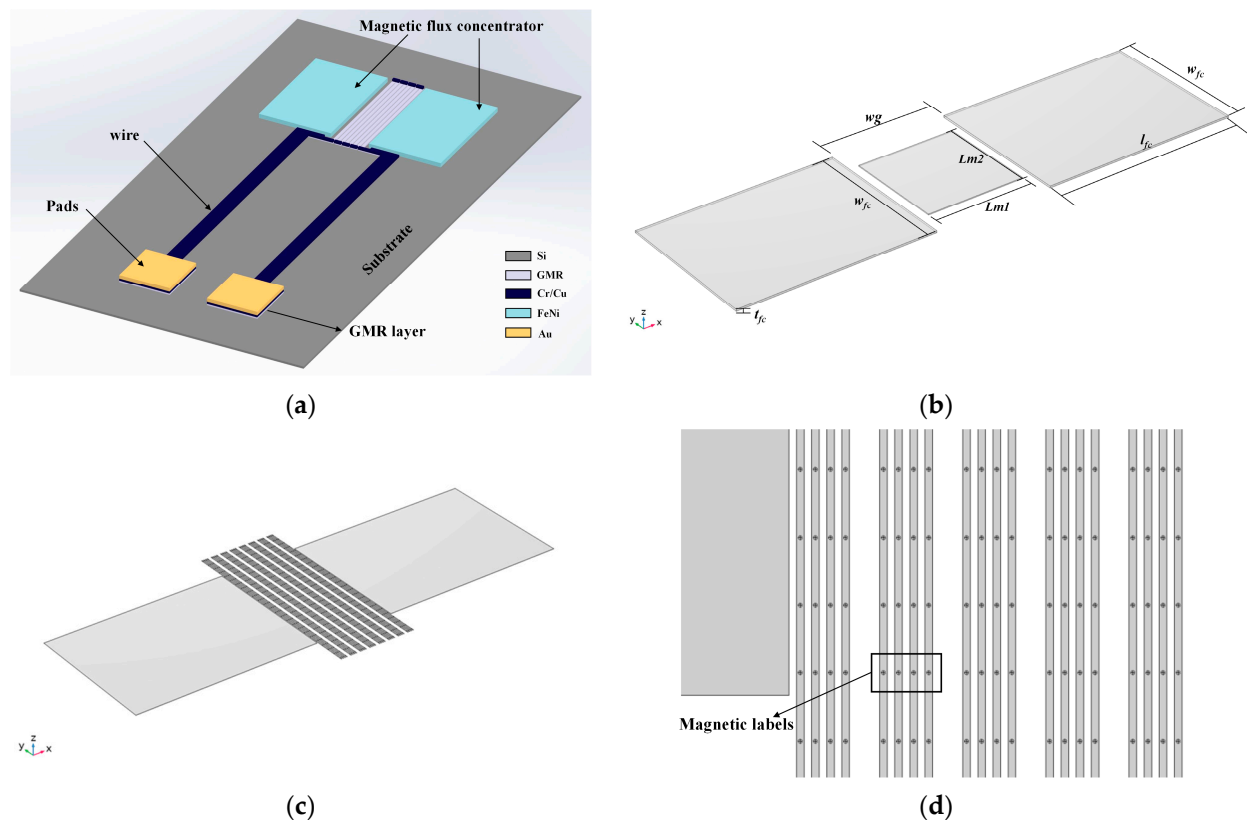 Magnetic flux concentrator
wire
Pads
Substrate
GMR layer
Si
GMR
Cr/Cu
FeNi
Au
(a)
wfc
wg
lfc
Lm2
wfc
Lm1
tfc
z
y
x
(b)
z
y
x
(c)
Magnetic labels
(d)